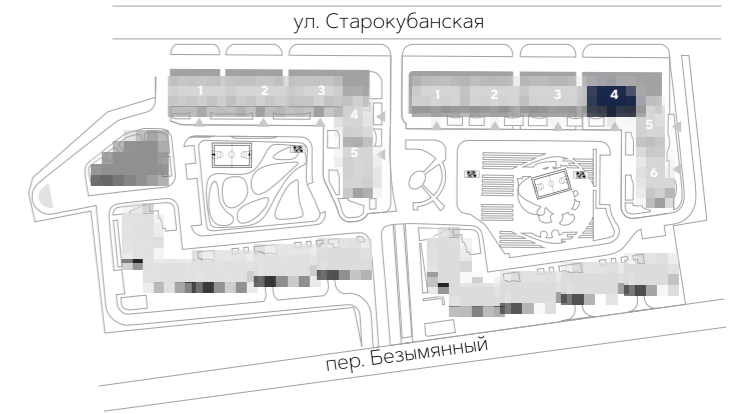 ул. Старокубанская
1 2 3 1 2 3 4
4 5
5 6
пер. Безымянный